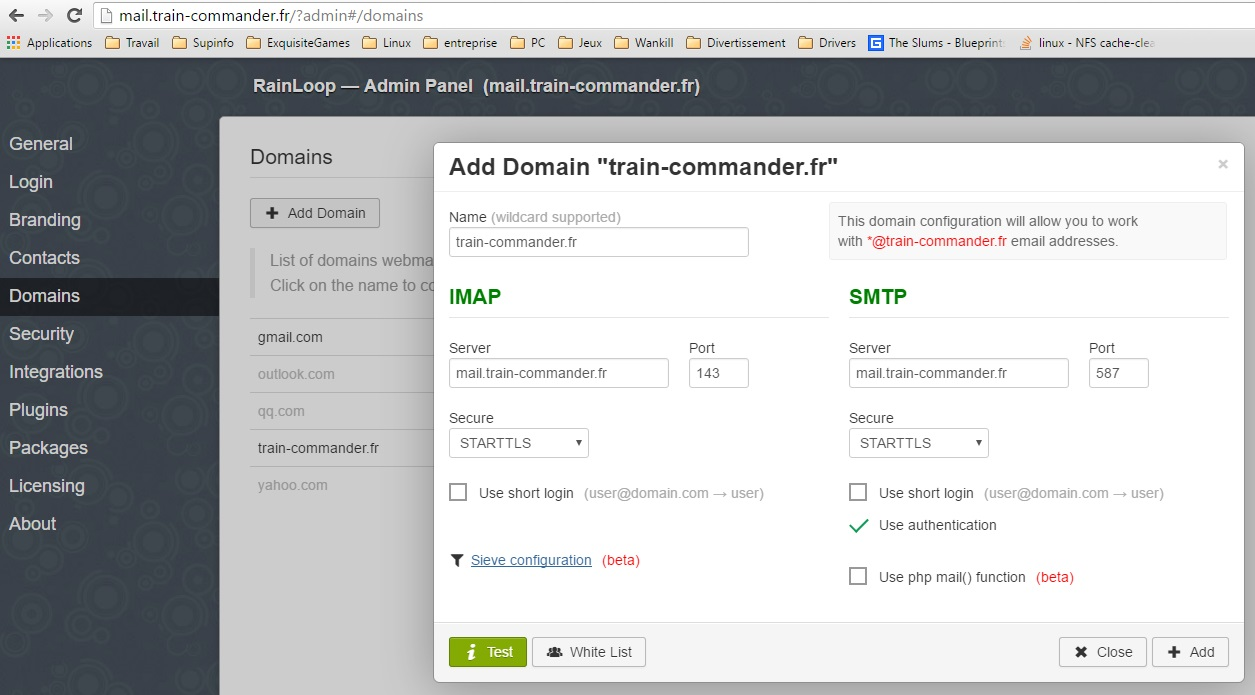 mail.train-commander.fr/?admin#/domains
Applications Travail Supinfo ExquisiteGames Linux entreprise PC Jeux Wankill Divertissement Drivers The Slums - Blueprint linux - NFS cache-clea
RainLoop — Admin Panel (mail.train-commander.fr)
General
Login
Branding
Contacts
Domains
Security
Integrations
Plugins
Packages
Licensing
About
Domains
Add Domain
List of domains webma
Click on the name to co
gmail.com
outlook.com
qq.com
train-commander.fr
yahoo.com
Add Domain "train-commander.fr"
×
Name (wildcard supported)
train-commander.fr
This domain configuration will allow you to work
with *@train-commander.fr email addresses.
IMAP
Server Port
mail.train-commander.fr 143
Secure
STARTTLS
Use short login (user@domain.com → user)
Sieve configuration (beta)
SMTP
Server Port
mail.train-commander.fr 587
Secure
STARTTLS
Use short login (user@domain.com → user)
Use authentication
Use php mail() function (beta)
Test White List Close Add